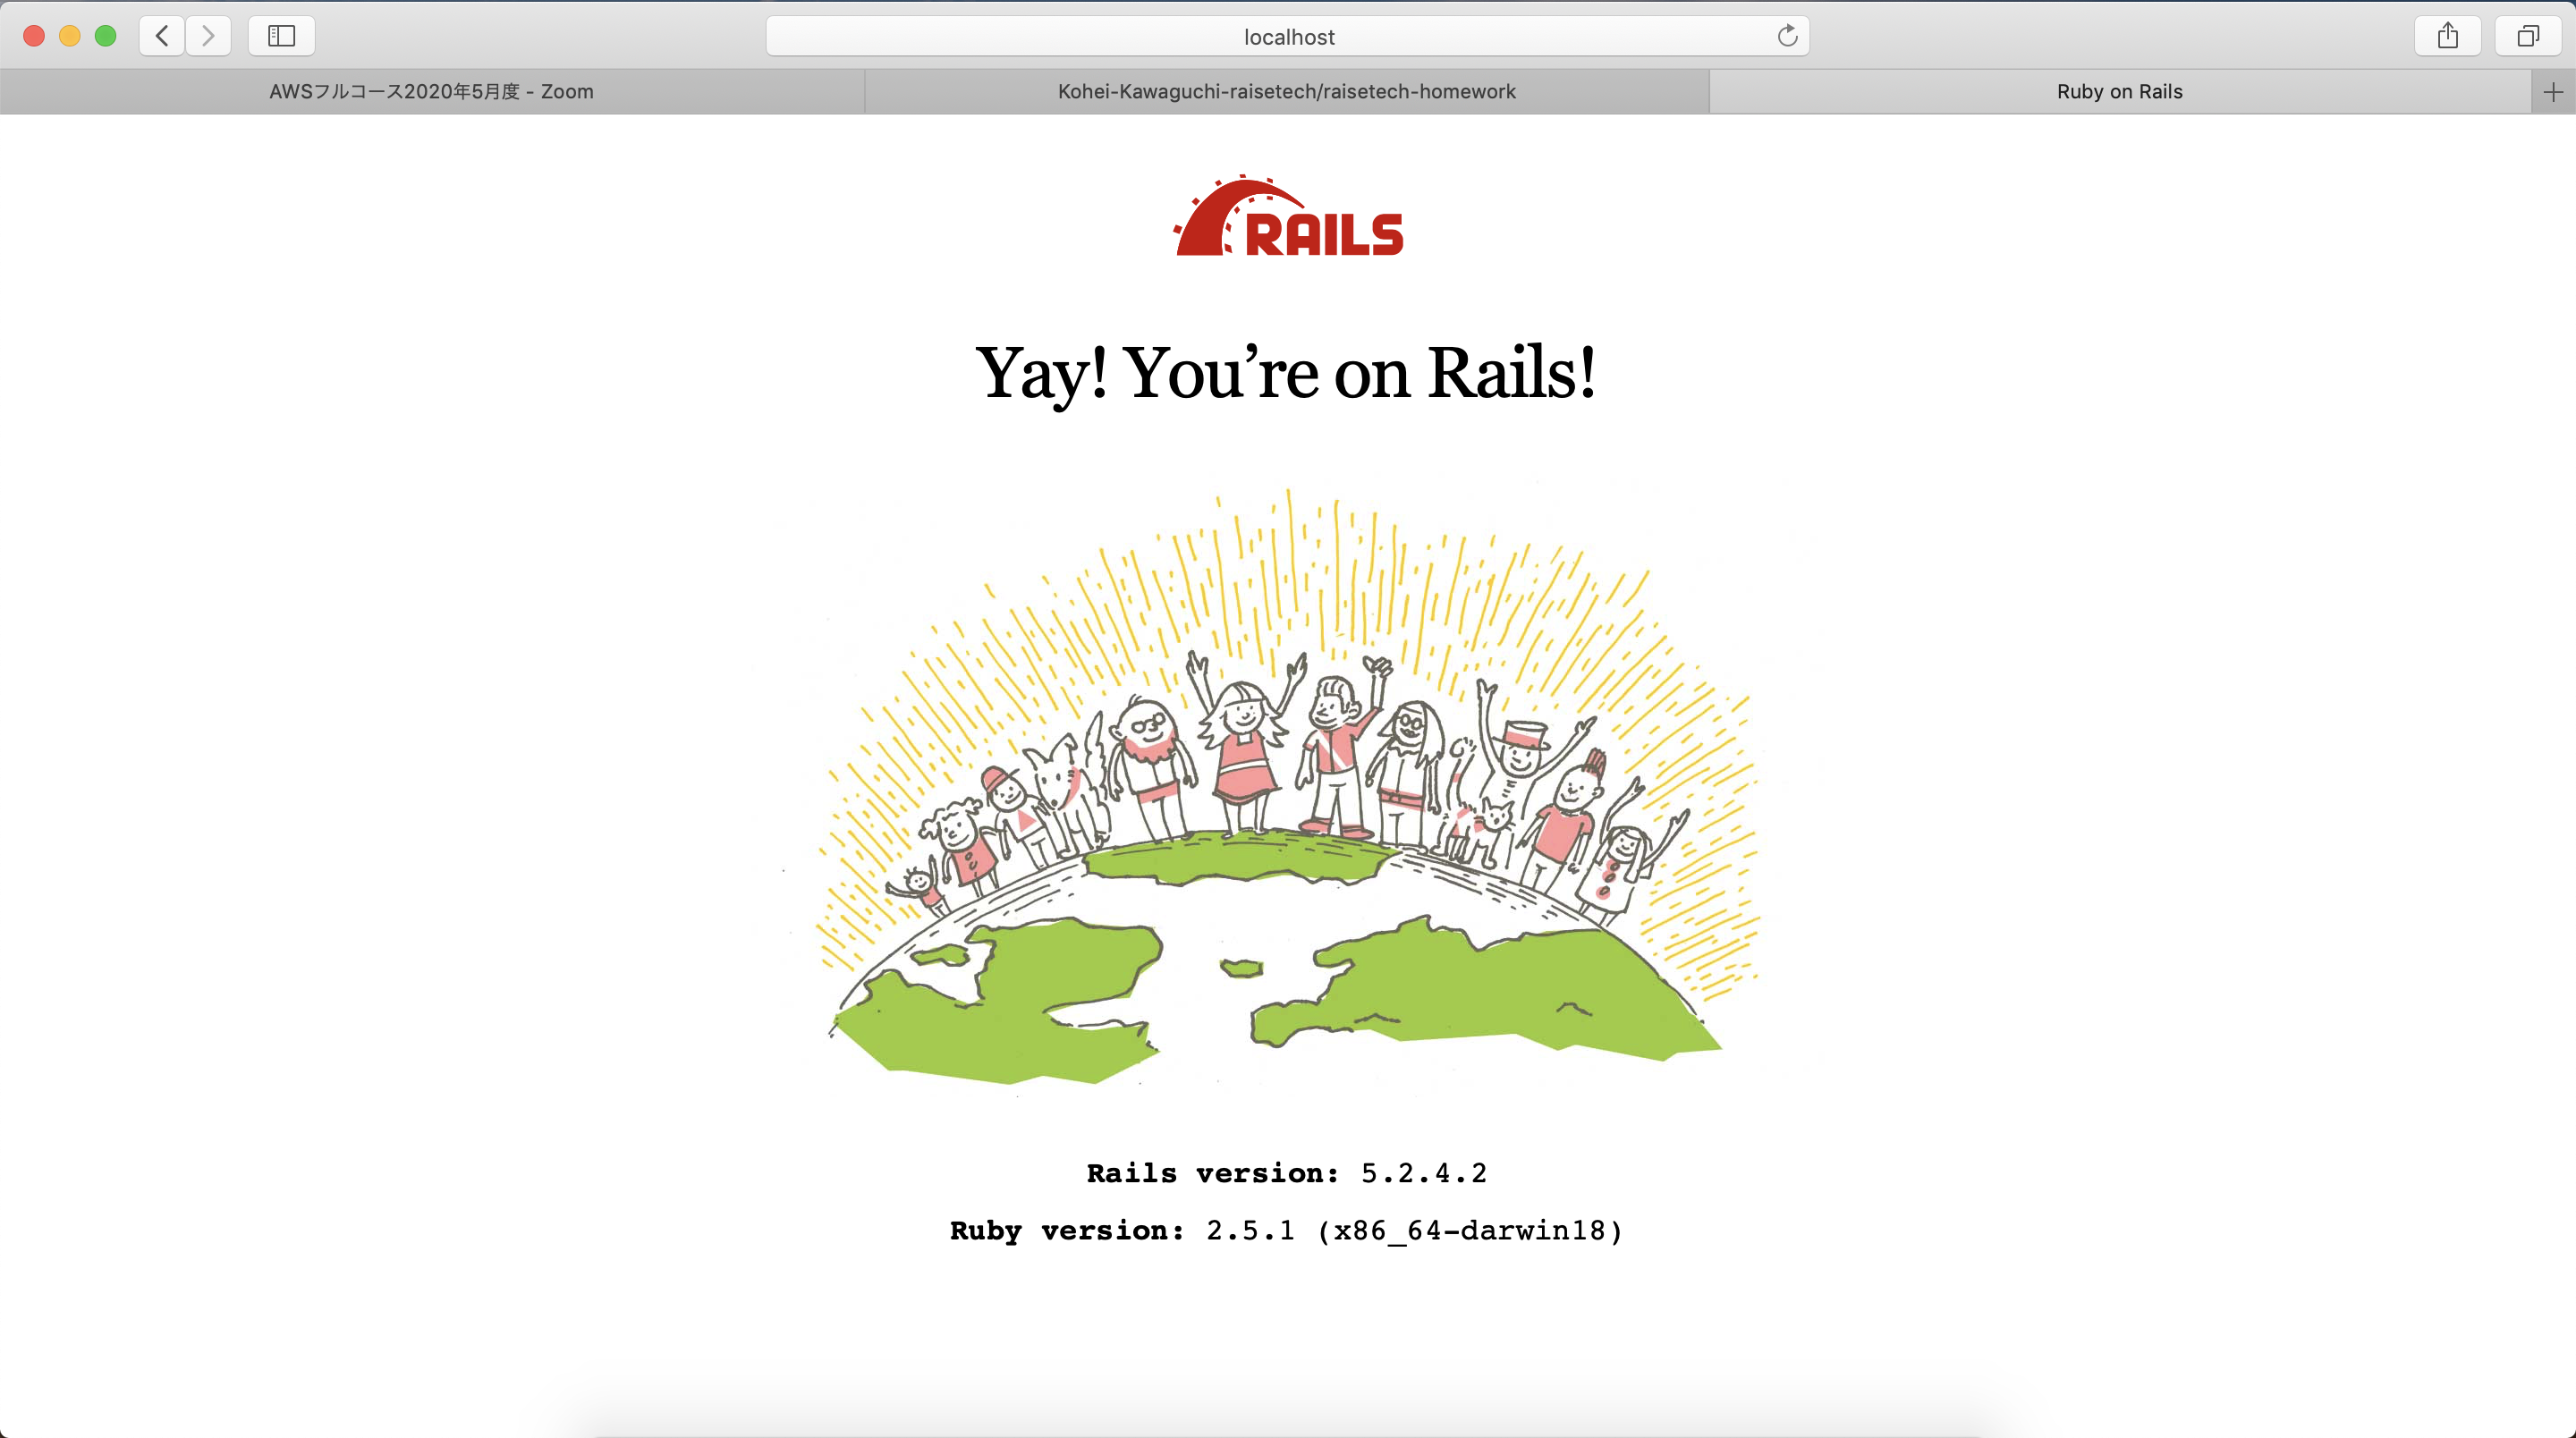 localhost
AWSフルコース2020年5月度 - Zoom
Kohei-Kawaguchi-raisetech/raisetech-homework
Ruby on Rails
RAILS
Yay! You’re on Rails!
Rails version: 5.2.4.2
Ruby version: 2.5.1 (x86_64-darwin18)